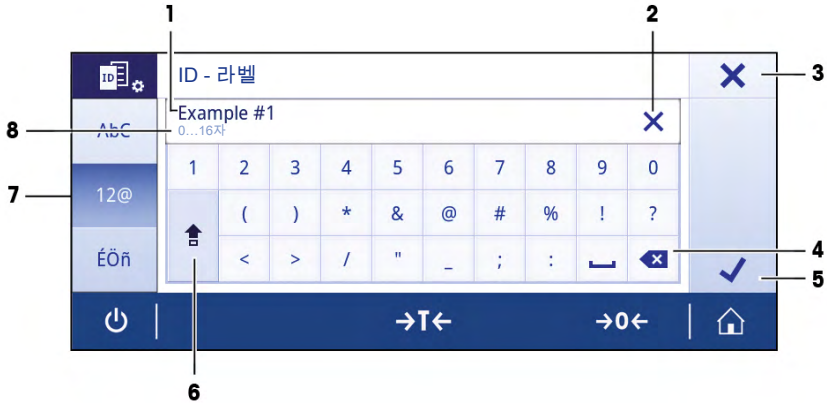 1
2
ID
ID - 라벨
3
Example #1
0...16자
8
AbC
1 2 3 4 5 6 7 8 9 0
7
12@
( ) * & @ # % ! ?
ÉÖñ
< > / " _ ; :
4
5
→T← →0←
6